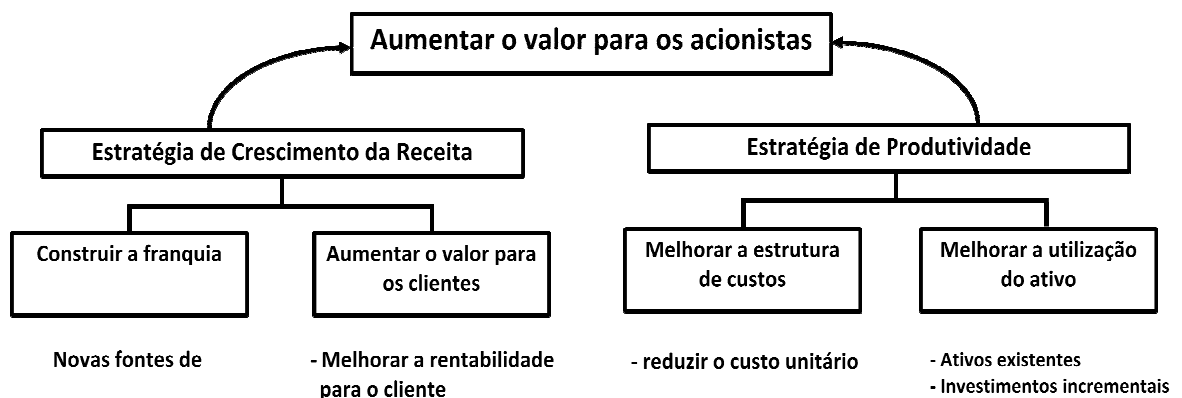 Aumentar o valor para os acionistas
Estratégia de Crescimento da Receita
Estratégia de Produtividade
Construir a franquia
Aumentar o valor para
os clientes
Melhorar a estrutura
de custos
Melhorar a utilização
do ativo
Novas fontes de
- Melhorar a rentabilidade
para o cliente
- reduzir o custo unitário
- Ativos existentes
- Investimentos incrementais